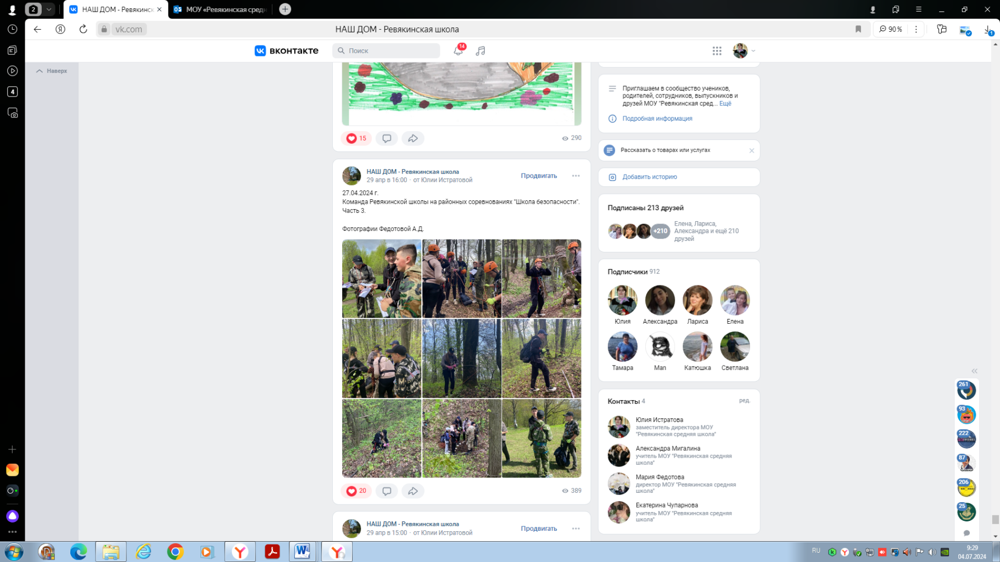 2
НАШ ДОМ - Ревякинск
МОУ «Ревякинская средн
vk.com
НАШ ДОМ - Ревякинская школа
90 %
1
вконтакте
Поиск
14
4
Наверх
15
290
НАШ ДОМ - Ревякинская школа
29 апр в 16:00 · от Юлии Истратовой
Продвигать
27.04.2024 г.
Команда Ревякинской школы на районных соревнованиях "Школа безопасности".
Часть 3.
Фотографии Федотовой А.Д.
20
389
НАШ ДОМ - Ревякинская школа
29 апр в 15:00 · от Юлии Истратовой
Продвигать
Приглашаем в сообщество учеников,
родителей, сотрудников, выпускников и
друзей МОУ "Ревякинская сред... Ещё
Подробная информация
Рассказать о товарах или услугах
Добавить историю
Подписаны 213 друзей
+210
Елена, Лариса,
Александра и ещё 210
друзей
Подписчики 912
Юлия Александра Лариса Елена
Тамара Man Катюшка Светлана
Контакты 4
ред.
Юлия Истратова
заместитель директора МОУ
"Ревякинская средняя школа"
Александра Мигалина
учитель МОУ "Ревякинская средняя
школа"
Мария Федотова
директор МОУ "Ревякинская средняя
школа"
Екатерина Чупарнова
учитель МОУ "Ревякинская средняя
школа"
261
93
222
87
206
25
RU
9:29
04.07.2024